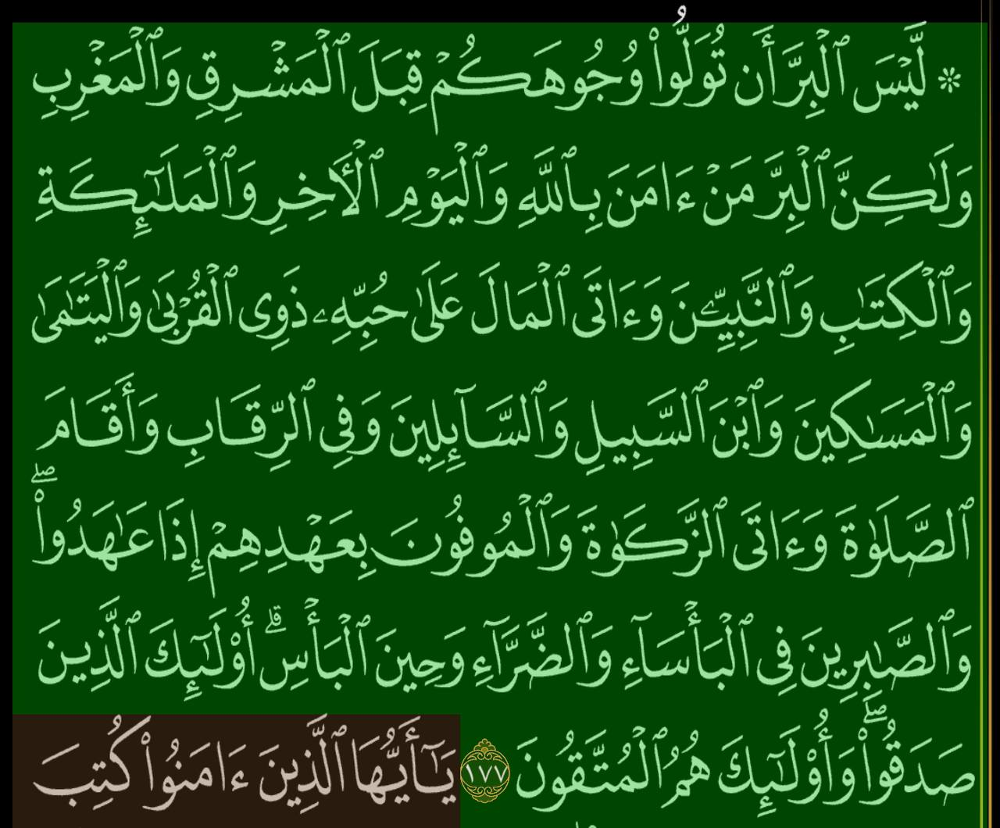 ۞ لَّيْسَ ٱلْبِرَّ أَن تُوَلُّوا۟ وُجُوهَكُمْ قِبَلَ ٱلْمَشْرِقِ وَٱلْمَغْرِبِ
وَلَـٰكِنَّ ٱلْبِرَّ مَنْ ءَامَنَ بِٱللَّهِ وَٱلْيَوْمِ ٱلْأَخِرِ وَٱلْمَلَـٰٓئِكَةِ
وَٱلْكِتَـٰبِ وَٱلنَّبِيِّـۧنَ وَءَاتَى ٱلْمَالَ عَلَىٰ حُبِّهِۦ ذَوِى ٱلْقُرْبَىٰ وَٱلْيَتَـٰمَىٰ
وَٱلْمَسَـٰكِينَ وَٱبْنَ ٱلسَّبِيلِ وَٱلسَّآئِلِينَ وَفِى ٱلرِّقَابِ وَأَقَامَ
ٱلصَّلَوٰةَ وَءَاتَى ٱلزَّكَوٰةَ وَٱلْمُوفُونَ بِعَهْدِهِمْ إِذَا عَـٰهَدُوا۟ ۖ
وَٱلصَّـٰبِرِينَ فِى ٱلْبَأْسَآءِ وَٱلضَّرَّآءِ وَحِينَ ٱلْبَأْسِ ۗ أُو۟لَـٰٓئِكَ ٱلَّذِينَ
صَدَقُوا۟ ۖ وَأُو۟لَـٰٓئِكَ هُمُ ٱلْمُتَّقُونَ ١٧٧ يَـٰٓأَيُّهَا ٱلَّذِينَ ءَامَنُوا۟ كُتِبَ